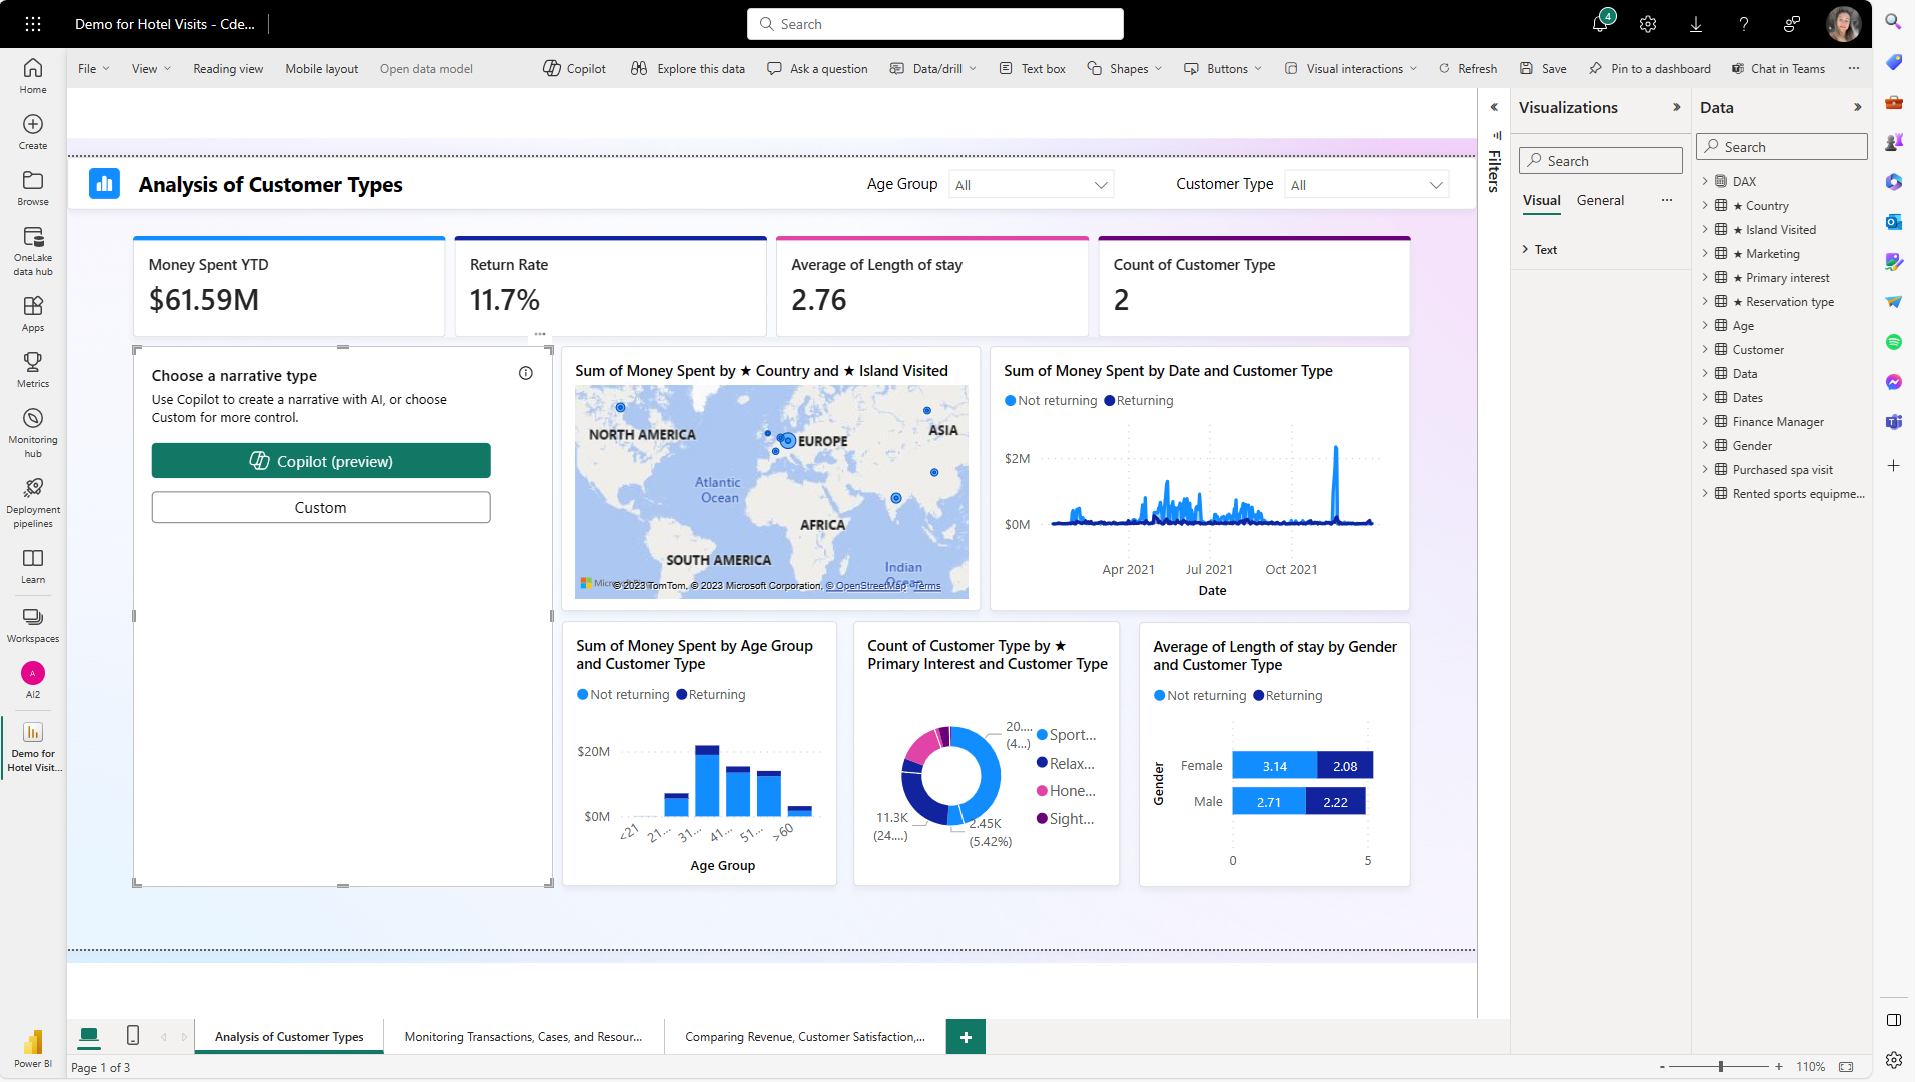 Demo for Hotel Visits - Cde...
Search
4
File
View
Reading view
Mobile layout
Open data model
Copilot
Explore this data
Ask a question
Data/drill
Text box
Shapes
Buttons
Visual interactions
Refresh
Save
Pin to a dashboard
Chat in Teams
Home
Create
Browse
OneLake
data hub
Apps
Metrics
Monitoring
hub
Deployment
pipelines
Learn
Workspaces
A
AI2
Demo for
Hotel Visit...
Power BI
Analysis of Customer Types
Age Group
All
Customer Type
All
Money Spent YTD
$61.59M
Return Rate
11.7%
Average of Length of stay
2.76
Count of Customer Type
2
Choose a narrative type
Use Copilot to create a narrative with AI, or choose
Custom for more control.
Copilot (preview)
Custom
Sum of Money Spent by ★ Country and ★ Island Visited
NORTH AMERICA
EUROPE
ASIA
Atlantic
Ocean
AFRICA
SOUTH AMERICA
Indian
Ocean
© 2023 TomTom, © 2023 Microsoft Corporation, © OpenStreetMap Terms
Sum of Money Spent by Date and Customer Type
Not returning
Returning
$2M
$0M
Apr 2021
Jul 2021
Oct 2021
Date
Sum of Money Spent by Age Group
and Customer Type
Not returning
Returning
$20M
$0M
<21
21...
31...
41...
51...
>60
Age Group
Count of Customer Type by ★
Primary Interest and Customer Type
20....
(4...)
11.3K
(24....)
2.45K
(5.42%)
Sport...
Relax...
Hone...
Sight...
Average of Length of stay by Gender
and Customer Type
Not returning
Returning
Gender
Female
3.14
2.08
Male
2.71
2.22
0
5
Filters
Visualizations
Search
Visual
General
Text
Data
Search
DAX
★ Country
★ Island Visited
★ Marketing
★ Primary interest
★ Reservation type
Age
Customer
Data
Dates
Finance Manager
Gender
Purchased spa visit
Rented sports equipme...
Analysis of Customer Types
Monitoring Transactions, Cases, and Resour...
Comparing Revenue, Customer Satisfaction,...
Page 1 of 3
110%